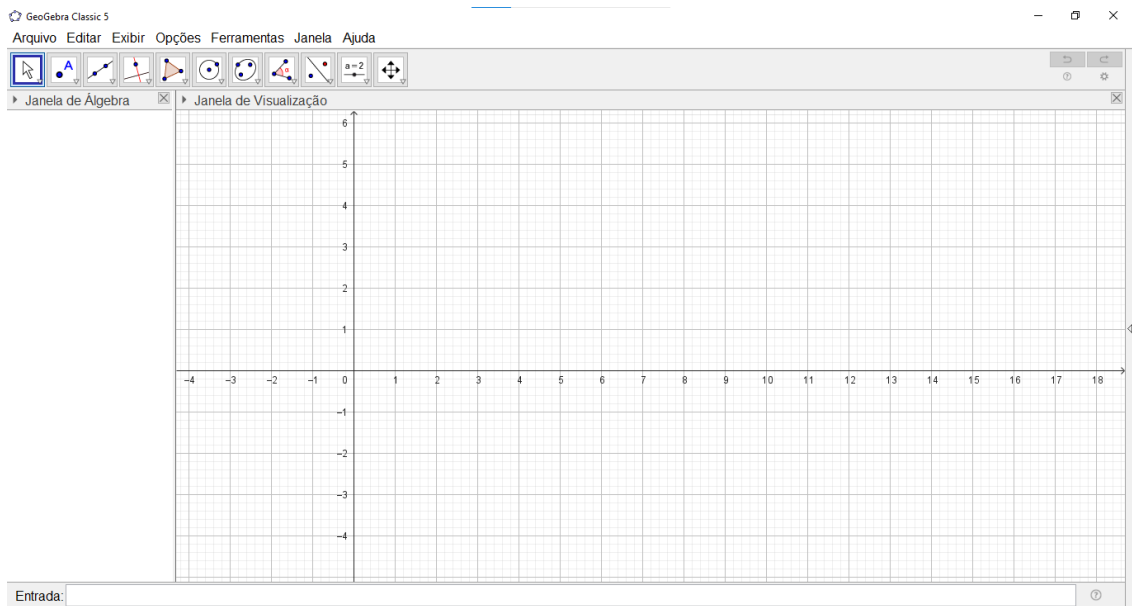 GeoGebra Classic 5
Arquivo Editar Exibir Opções Ferramentas Janela Ajuda
A
α
a=2
Janela de Álgebra
Janela de Visualização
6
5
4
3
2
1
−4 −3 −2 −1 0 1 2 3 4 5 6 7 8 9 10 11 12 13 14 15 16 17 18
−1
−2
−3
−4
Entrada: